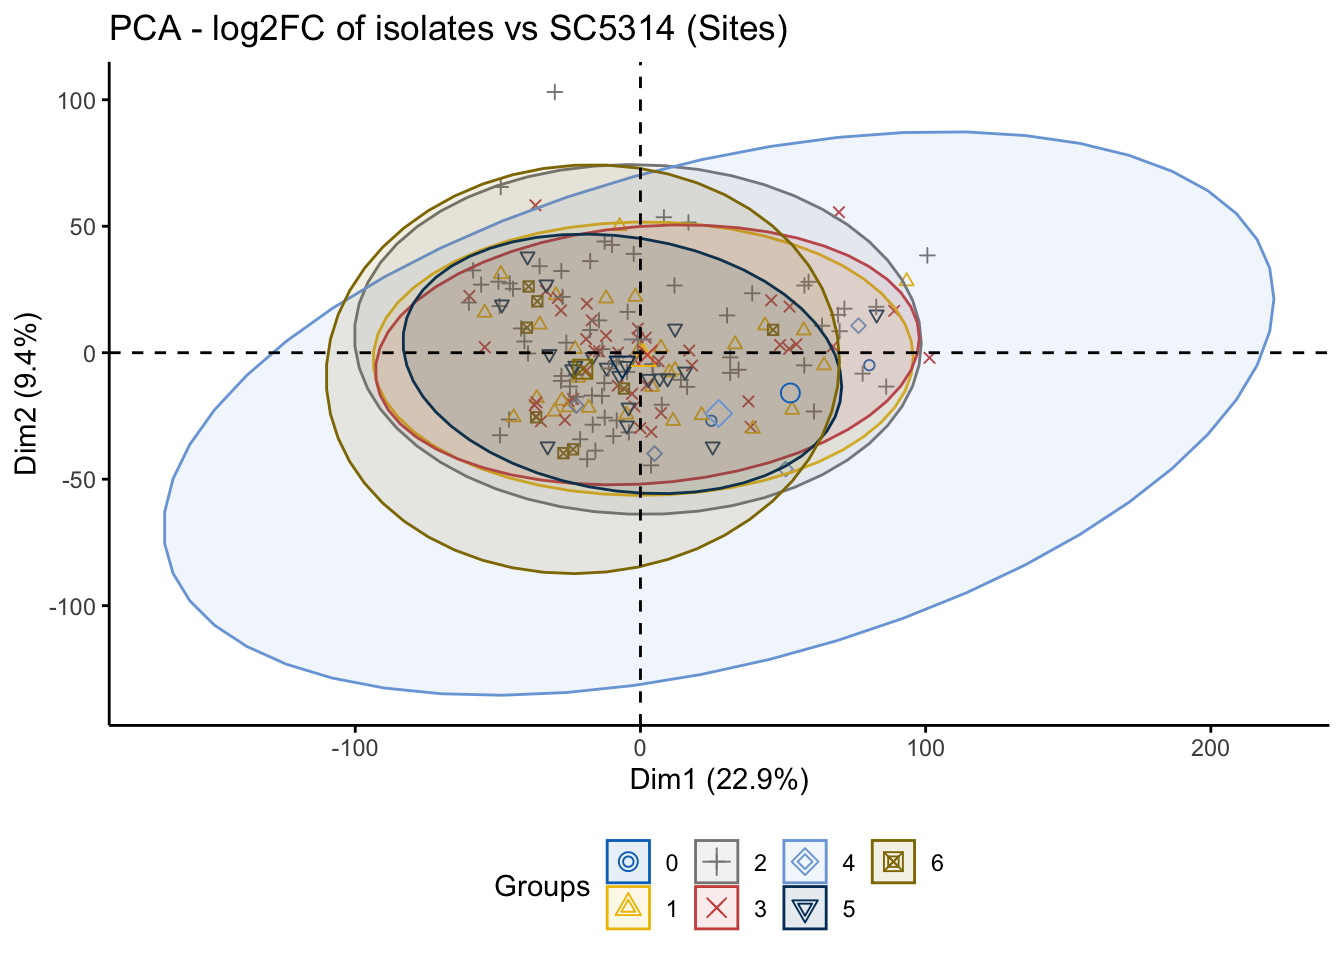 PCA - log2FC of isolates vs SC5314 (Sites)
100
50
0
-50
-100
Dim2 (9.4%)
-100 0 100 200
Dim1 (22.9%)
Groups
0 2 4 6
1 3 5